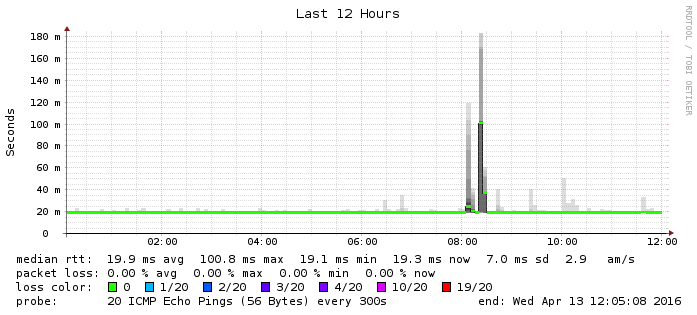 Last 12 Hours
RRDTOOL / TOBI OETIKER
Seconds
180 m
160 m
140 m
120 m
100 m
80 m
60 m
40 m
20 m
0
02:00 04:00 06:00 08:00 10:00 12:00
median rtt: 19.9 ms avg 100.8 ms max 19.1 ms min 19.3 ms now 7.0 ms sd 2.9 am/s
packet loss: 0.00 % avg 0.00 % max 0.00 % min 0.00 % now
loss color: 0 1/20 2/20 3/20 4/20 10/20 19/20
probe: 20 ICMP Echo Pings (56 Bytes) every 300s end: Wed Apr 13 12:05:08 2016